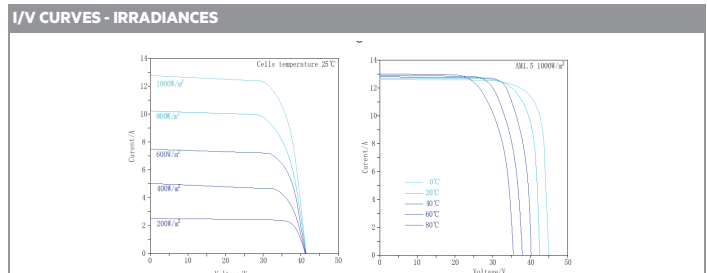 I/V CURVES - IRRADIANCES
14
12
10
8
6
4
2
0
Curent/A
Cells temperature 25℃
1000W/m²
800W/m²
600W/m²
400W/m²
200W/m²
0 10 20 30 40 50
14
12
10
8
6
4
2
0
Curent/A
AM1.5 1000W/m²
0℃
20℃
40℃
60℃
80℃
0 10 20 30 40 50
Voltage/V